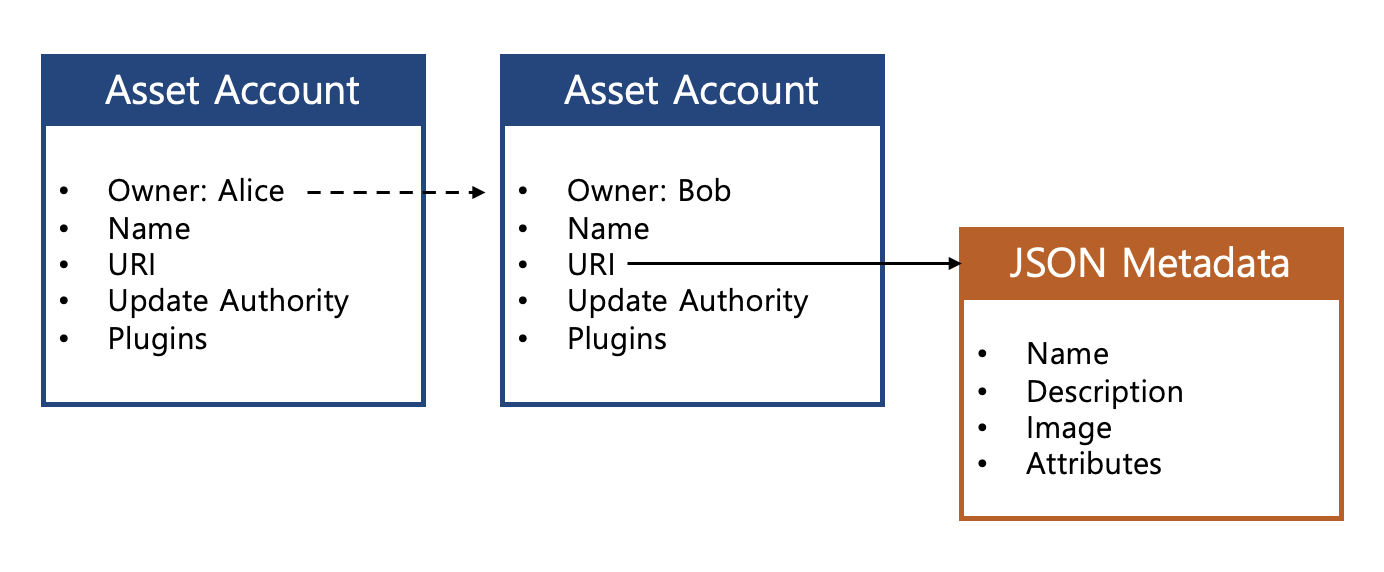 Asset Account
• Owner: Alice
• Name
• URI
• Update Authority
• Plugins
Asset Account
• Owner: Bob
• Name
• URI
• Update Authority
• Plugins
JSON Metadata
• Name
• Description
• Image
• Attributes